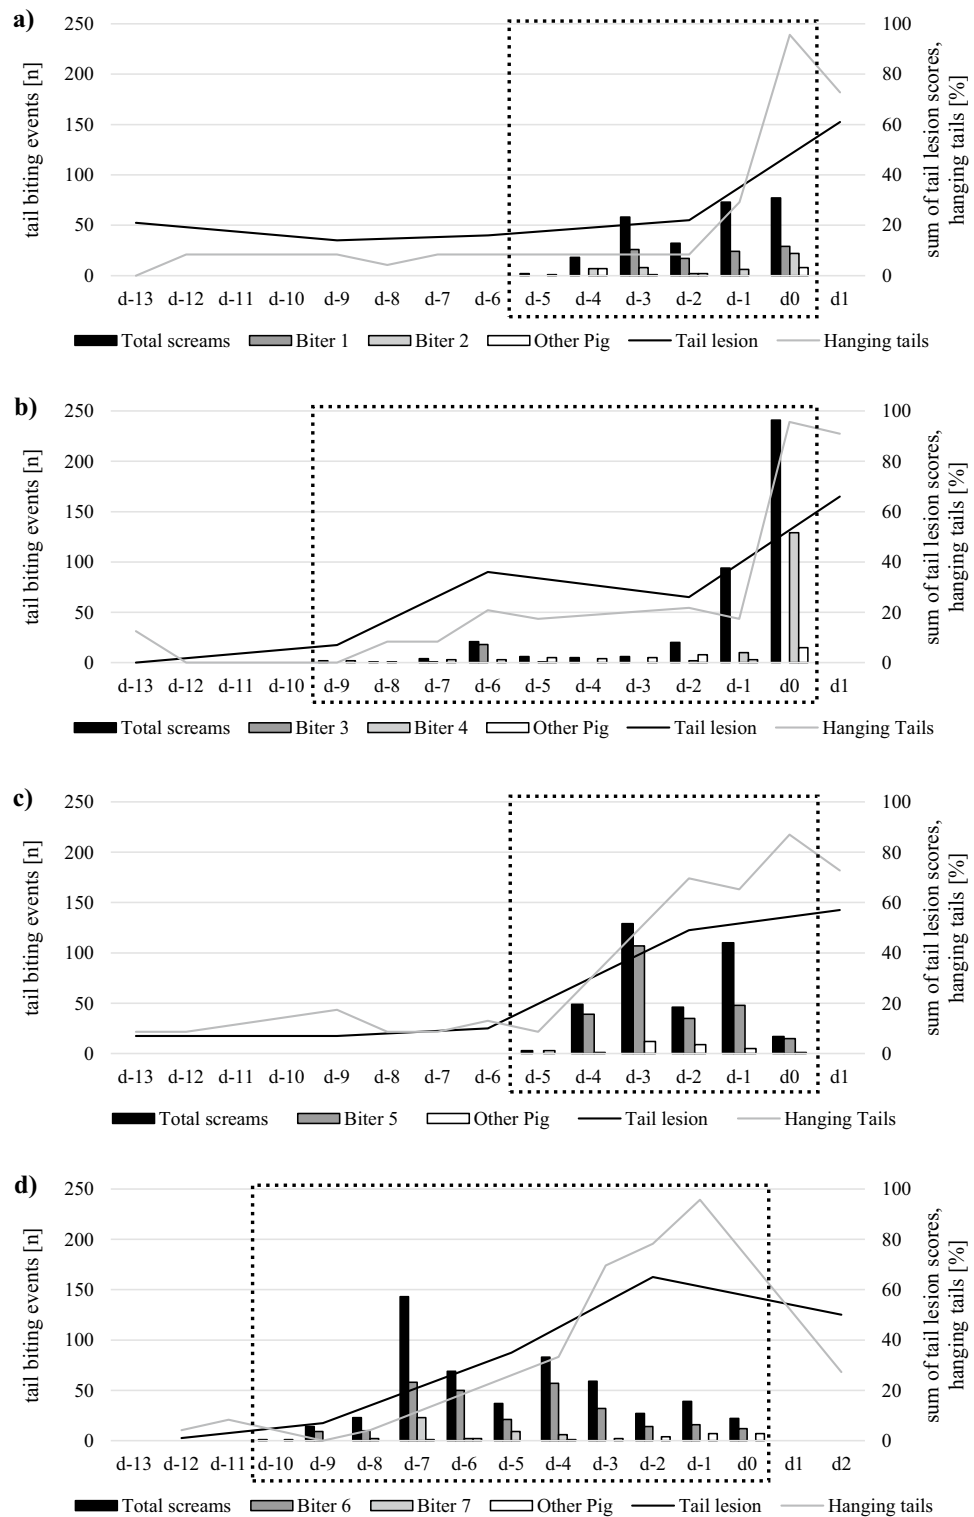 a)
tail biting events [n]
250
200
150
100
50
0
100
80
60
40
20
0
sum of tail lesion scores,
hanging tails [%]
d-13 d-12 d-11 d-10 d-9 d-8 d-7 d-6 d-5 d-4 d-3 d-2 d-1 d0 d1
Total screams Biter 1 Biter 2 Other Pig Tail lesion Hanging tails
b)
tail biting events [n]
250
200
150
100
50
0
100
80
60
40
20
0
sum of tail lesion scores,
hanging tails [%]
d-13 d-12 d-11 d-10 d-9 d-8 d-7 d-6 d-5 d-4 d-3 d-2 d-1 d0 d1
Total screams Biter 3 Biter 4 Other Pig Tail lesion Hanging Tails
c)
tail biting events [n]
250
200
150
100
50
0
100
80
60
40
20
0
sum of tail lesion scores,
hanging tails [%]
d-13 d-12 d-11 d-10 d-9 d-8 d-7 d-6 d-5 d-4 d-3 d-2 d-1 d0 d1
Total screams Biter 5 Other Pig Tail lesion Hanging Tails
d)
tail biting events [n]
250
200
150
100
50
0
100
80
60
40
20
0
sum of tail lesion scores,
hanging tails [%]
d-13 d-12 d-11 d-10 d-9 d-8 d-7 d-6 d-5 d-4 d-3 d-2 d-1 d0 d1 d2
Total screams Biter 6 Biter 7 Other Pig Tail lesion Hanging tails